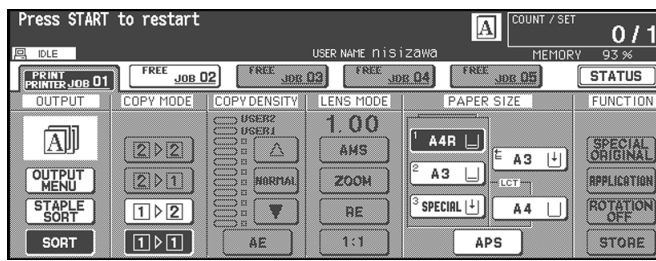 Press START to restart
A
COUNT / SET
0 / 1
IDLE
USER NAME nisizawa
MEMORY 93 %
PRINT
PRINTER JOB 01
FREE JOB 02
FREE JOB 03
FREE JOB 04
FREE JOB 05
STATUS
OUTPUT
COPY MODE
COPY DENSITY
LENS MODE
PAPER SIZE
FUNCTION
A
OUTPUT MENU
STAPLE SORT
SORT
2 ▷ 2
2 ▷ 1
1 ▷ 2
1 ▷ 1
USER2
USER1
NORMAL
AE
1.00
AMS
ZOOM
RE
1:1
1 A4R
2 A3
3 SPECIAL
A3
LCT
A4
APS
SPECIAL ORIGINAL
APPLICATION
ROTATION OFF
STORE